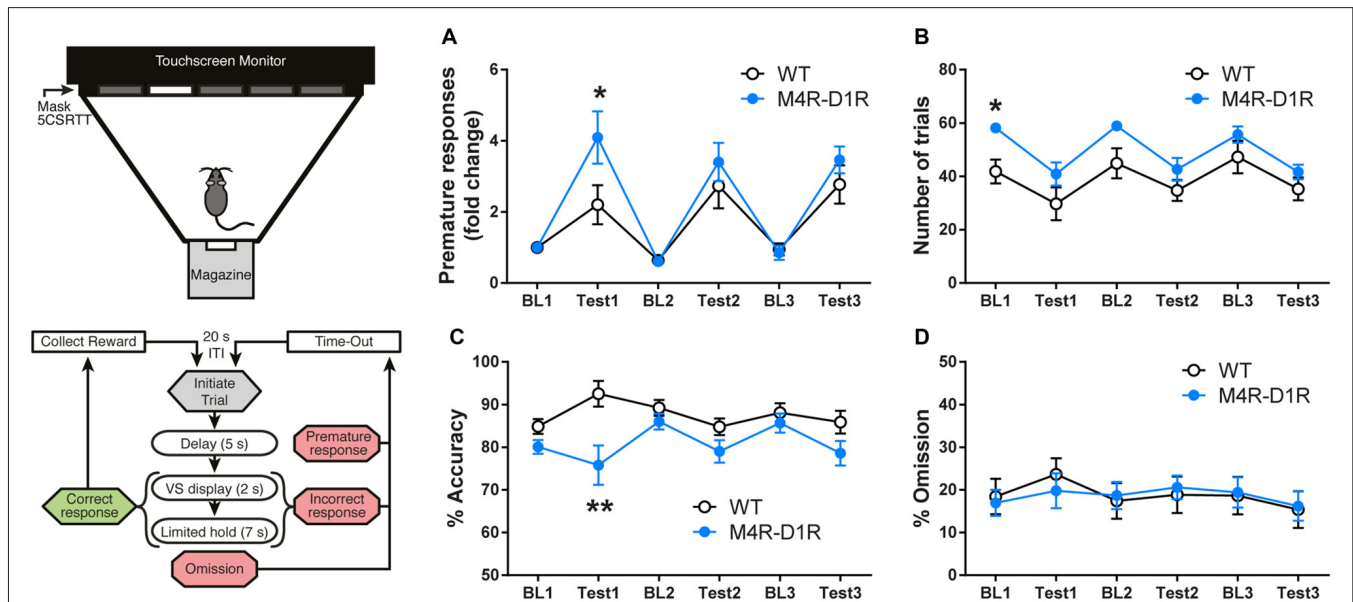 Touchscreen Monitor
Mask
5CSRTT
Magazine
Collect Reward
20 s
ITI
Time-Out
Initiate
Trial
Delay (5 s)
Premature
response
VS display (2 s)
Correct
response
Incorrect
response
Limited hold (7 s)
Omission
A
Premature responses
(fold change)
6
4
2
0
*
WT
M4R-D1R
BL1 Test1 BL2 Test2 BL3 Test3
B
Number of trials
80
60
40
20
0
*
WT
M4R-D1R
BL1 Test1 BL2 Test2 BL3 Test3
C
% Accuracy
100
90
80
70
60
50
**
WT
M4R-D1R
BL1 Test1 BL2 Test2 BL3 Test3
D
% Omission
50
40
30
20
10
0
WT
M4R-D1R
BL1 Test1 BL2 Test2 BL3 Test3